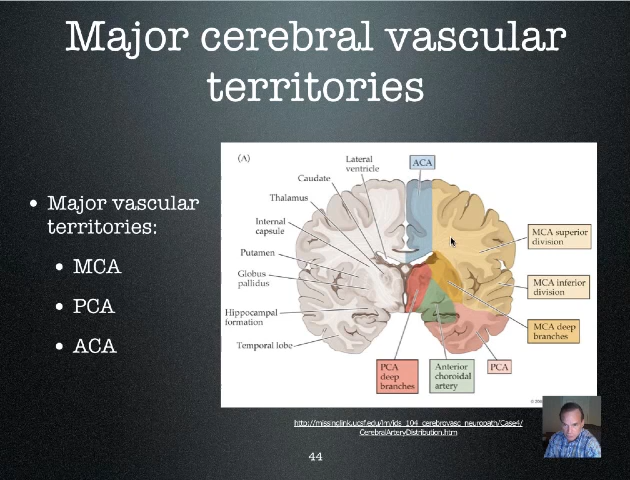 Major cerebral vascular
territories
• Major vascular
territories:
• MCA
• PCA
• ACA
(A)
Lateral
ventricle
ACA
Caudate
Thalamus
Internal
capsule
Putamen
Globus
pallidus
Hippocampal
formation
Temporal lobe
MCA superior
division
MCA inferior
division
MCA deep
branches
PCA
deep
branches
Anterior
choroidal
artery
PCA
http://missinglink.ucsf.edu/lm/ids_104_cerebrovasc_neuropath/Case4/
CerebralArteryDistribution.htm
44